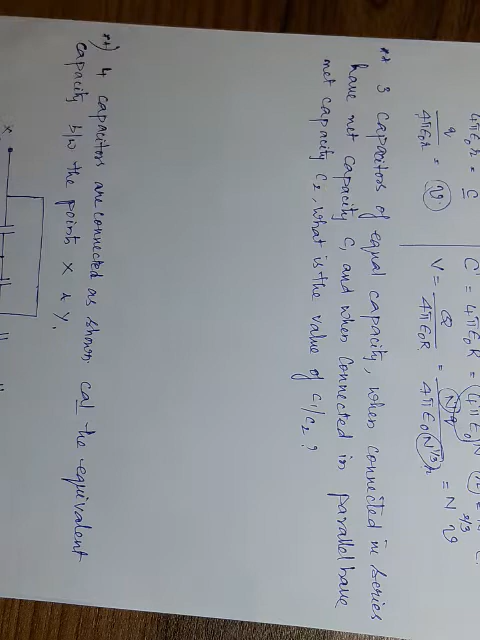 4πε₀r = C
q/4πε₀r = v
C' = 4πε₀R =
V = Q/4πε₀R = Nq/4πε₀(N^1/3)r = N^2/3 v
** 3 capacitors of equal capacity, when connected in series
have net capacity C₁ and when connected in parallel have
net capacity C₂, what is the value of C₁/C₂?
**) 4 capacitors are connected as shown. cal the equivalent
capacity b/w the points X & Y.
X